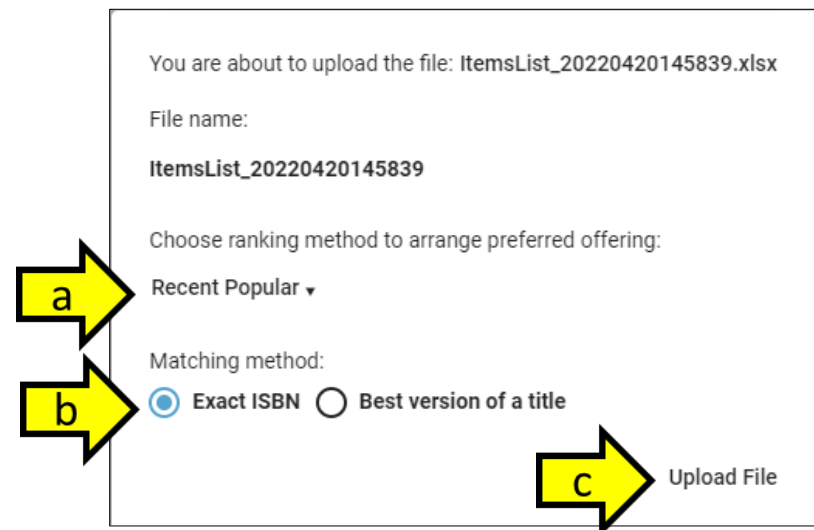 You are about to upload the file: ItemsList_20220420145839.xlsx
File name:
ItemsList_20220420145839
Choose ranking method to arrange preferred offering:
a Recent Popular
Matching method:
b Exact ISBN Best version of a title
c Upload File